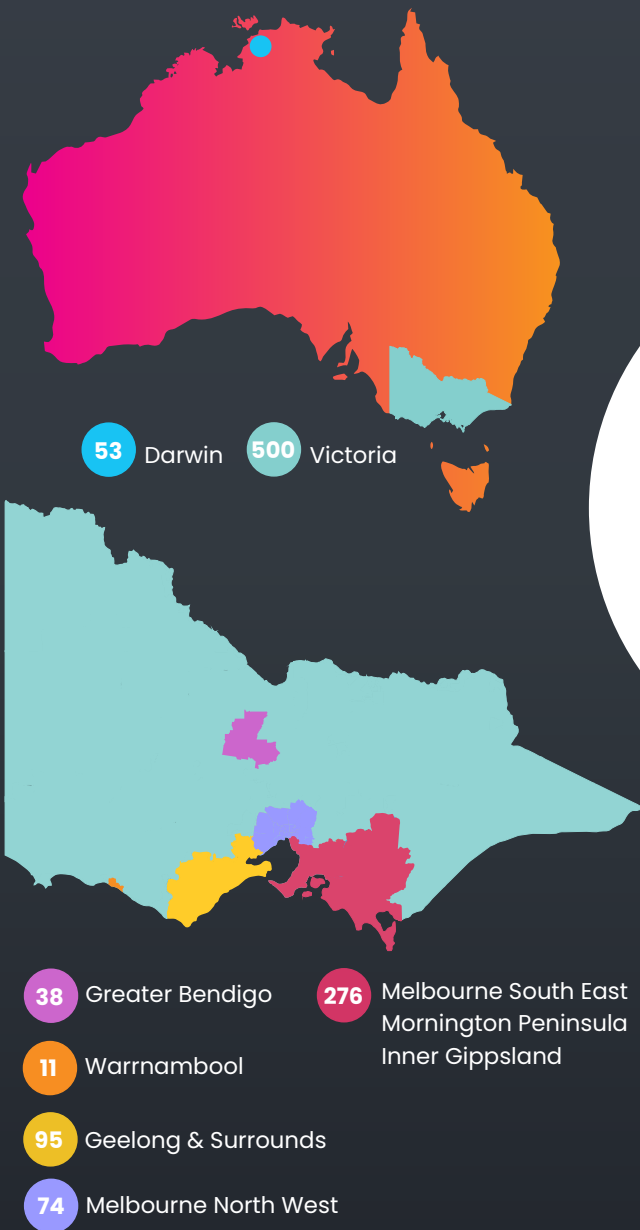 53 Darwin 500 Victoria
38 Greater Bendigo
276 Melbourne South East
Mornington Peninsula
Inner Gippsland
11 Warrnambool
95 Geelong & Surrounds
74 Melbourne North West